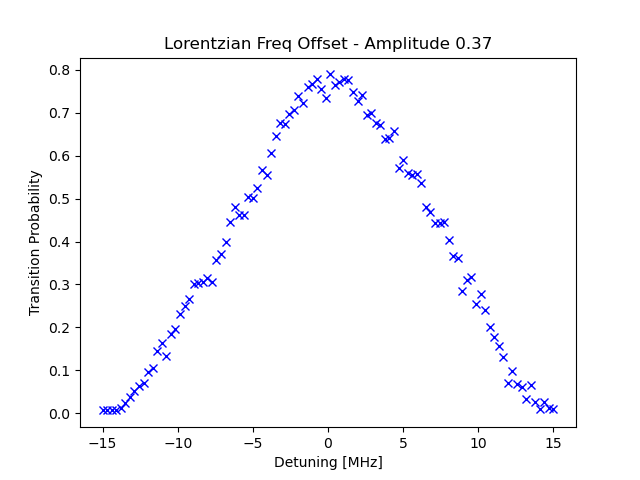 Lorentzian Freq Offset - Amplitude 0.37
0.8
0.7
0.6
0.5
0.4
0.3
0.2
0.1
0.0
Transition Probability
−15 −10 −5 0 5 10 15
Detuning [MHz]